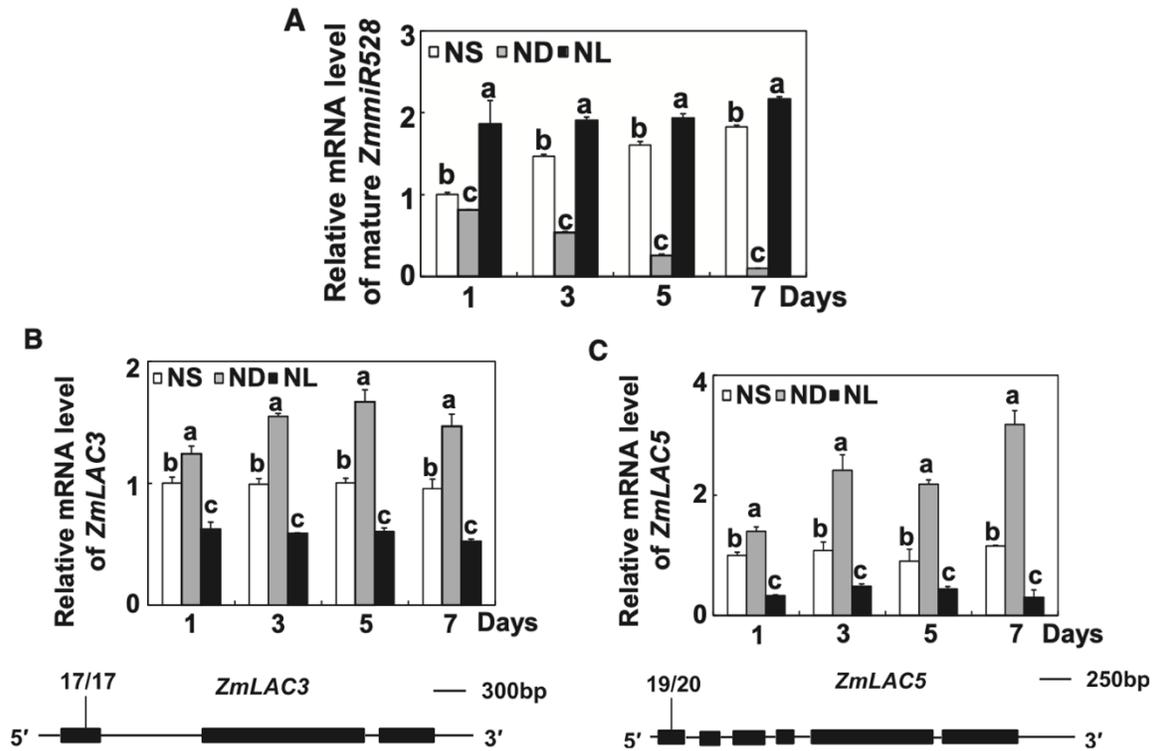 A
Relative mRNA level
of mature ZmmiR528
3
2
1
0
NS ND NL
b c a
b c a
b c a
b c a
1 3 5 7 Days
B
Relative mRNA level
of ZmLAC3
2
1
0
NS ND NL
b a c
b a c
b a c
b a c
1 3 5 7 Days
17/17 ZmLAC3 300bp
5′ 3′
C
Relative mRNA level
of ZmLAC5
4
2
0
NS ND NL
b a c
b a c
b a c
b a c
1 3 5 7 Days
19/20 ZmLAC5 250bp
5′ 3′